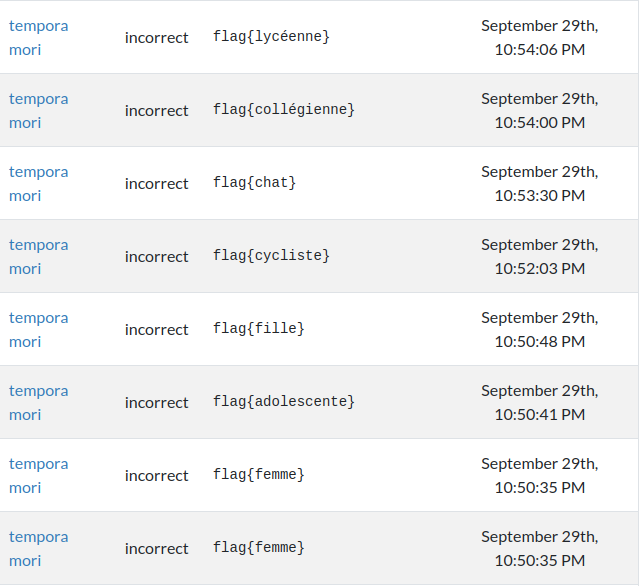 tempora mori incorrect flag{lycéenne} September 29th, 10:54:06 PM
tempora mori incorrect flag{collégienne} September 29th, 10:54:00 PM
tempora mori incorrect flag{chat} September 29th, 10:53:30 PM
tempora mori incorrect flag{cycliste} September 29th, 10:52:03 PM
tempora mori incorrect flag{fille} September 29th, 10:50:48 PM
tempora mori incorrect flag{adolescente} September 29th, 10:50:41 PM
tempora mori incorrect flag{femme} September 29th, 10:50:35 PM
tempora mori incorrect flag{femme} September 29th, 10:50:35 PM